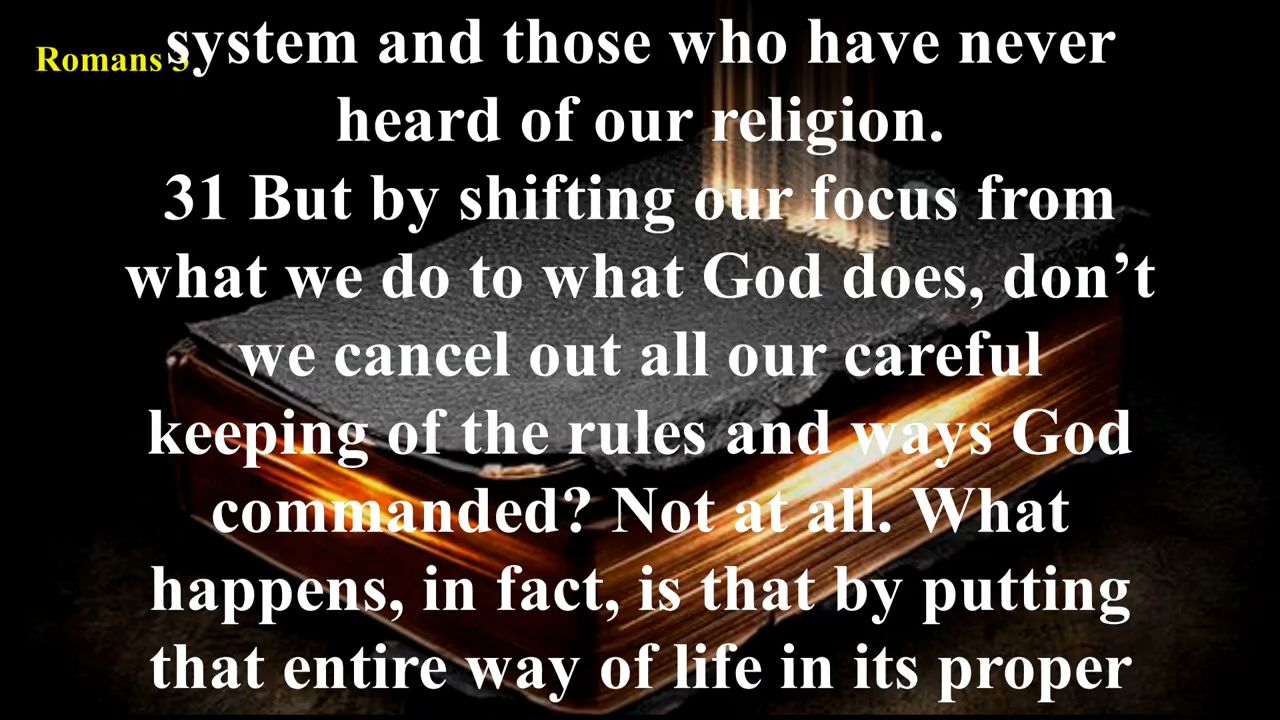 Romans 3
system and those who have never
heard of our religion.
31 But by shifting our focus from
what we do to what God does, don’t
we cancel out all our careful
keeping of the rules and ways God
commanded? Not at all. What
happens, in fact, is that by putting
that entire way of life in its proper